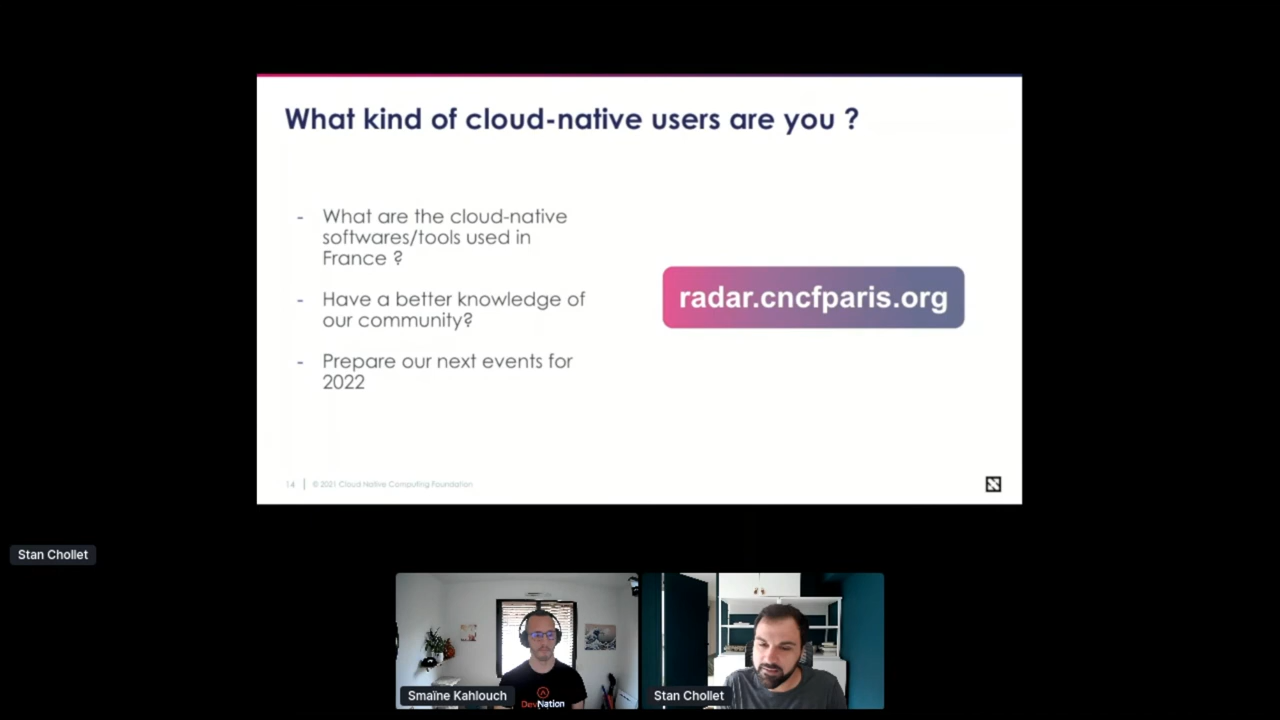 What kind of cloud-native users are you ?
- What are the cloud-native
softwares/tools used in
France ?
- Have a better knowledge of
our community?
- Prepare our next events for
2022
radar.cncfparis.org
14 | © 2021 Cloud Native Computing Foundation
Stan Chollet
Smaïne Kahlouch
DevNation
Stan Chollet